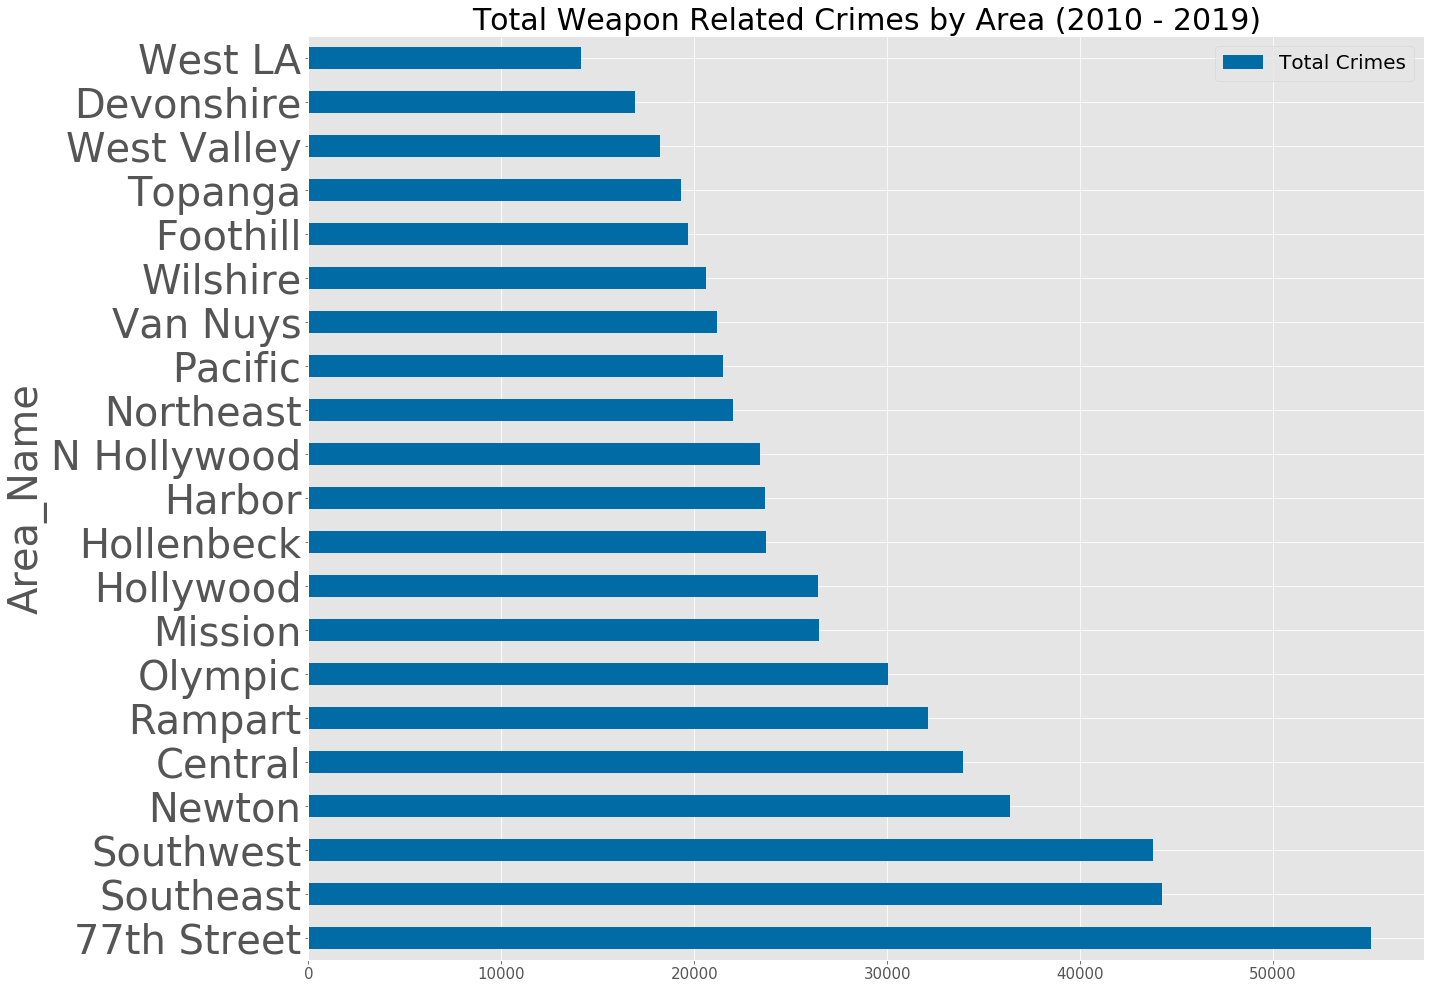 Total Weapon Related Crimes by Area (2010 - 2019)
Total Crimes
Area_Name
West LA
Devonshire
West Valley
Topanga
Foothill
Wilshire
Van Nuys
Pacific
Northeast
N Hollywood
Harbor
Hollenbeck
Hollywood
Mission
Olympic
Rampart
Central
Newton
Southwest
Southeast
77th Street
0 10000 20000 30000 40000 50000